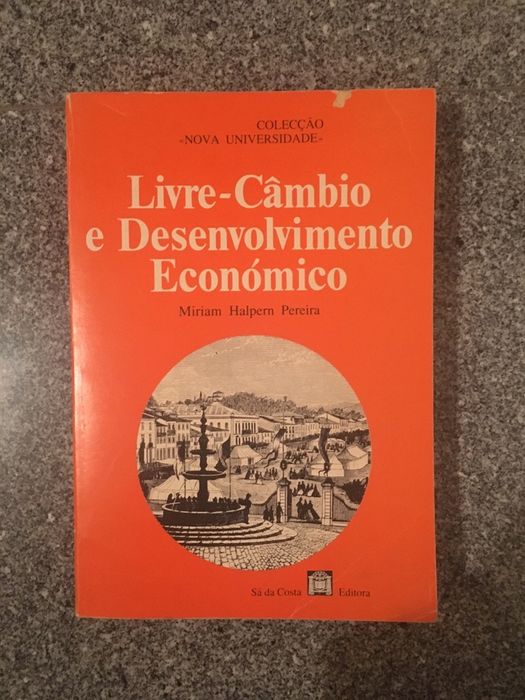 COLECÇÃO
«NOVA UNIVERSIDADE»
Livre-Câmbio
e Desenvolvimento
Económico
Miriam Halpern Pereira
Sá da Costa Editora